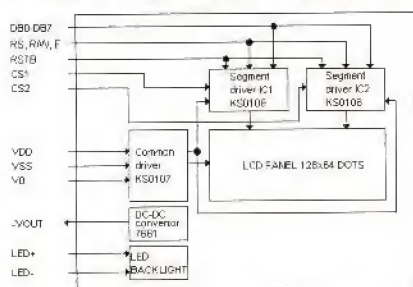 DB0-DB7
RS, R/W, E
RSTB
CS1
CS2
Segment
driver IC1
KS0108
Segment
driver IC2
KS0108
VDD
VSS
V0
Common
driver
KS0107
LCD PANEL 128x64 DOTS
-VOUT
DC-DC
convertor
7661
LED+
LED-
LED
BACKLIGHT